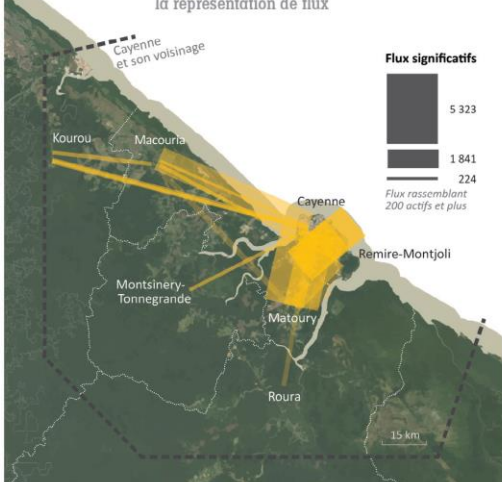 la représentation de flux
Cayenne
et son voisinage
Flux significatifs
5 323
1 841
224
Flux rassemblant
200 actifs et plus
Kourou
Macouria
Cayenne
Remire-Montjoli
Montsinery-
Tonnegrande
Matoury
Roura
15 km